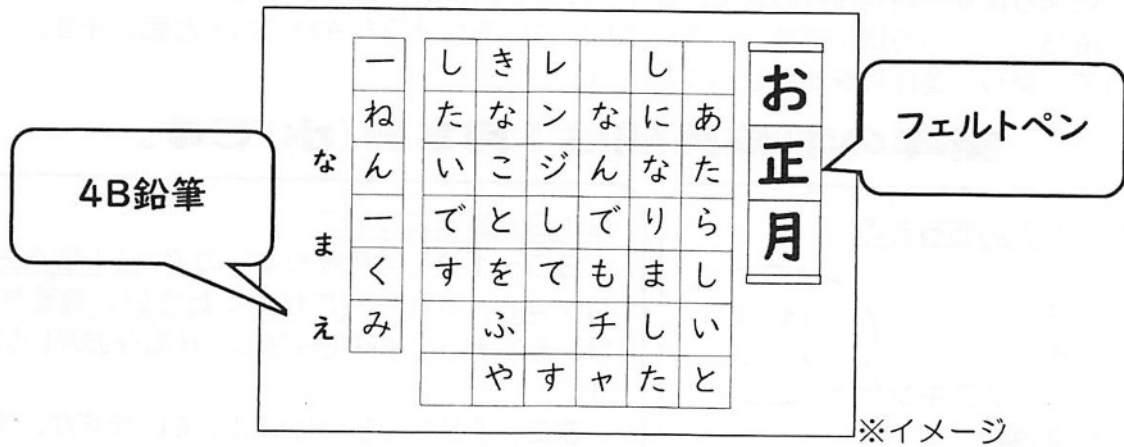 お正月
あたらしいと
しになりました
なんでもチャ
レンジして　す
きなことをふや
したいです
一ねん一くみ
なまえ
フェルトペン
4B鉛筆
※イメージ